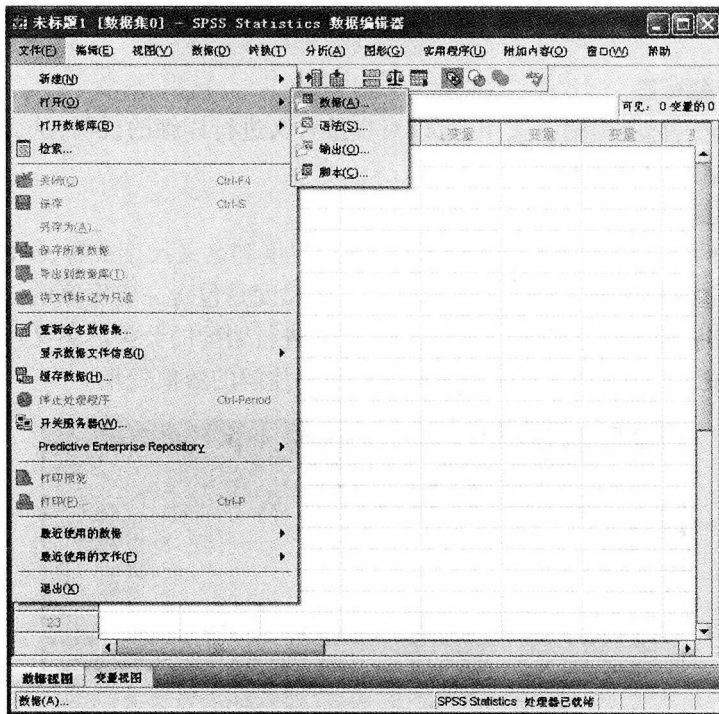 未标题1 [数据集0] - SPSS Statistics 数据编辑器
文件(F) 编辑(E) 视图(V) 数据(D) 转换(T) 分析(A) 图形(G) 实用程序(U) 附加内容(O) 窗口(W) 帮助
新建(N)
打开(O)
打开数据库(B)
检索...
关闭(C) Ctrl-F4
保存 Ctrl-S
另存为(A)...
保存所有数据
导出到数据库(T)...
将文件标记为只读
重新命名数据集...
显示数据文件信息(I)
缓存数据(H)...
停止处理程序 Ctrl-Period
开关服务器(W)...
Predictive Enterprise Repository
打印预览
打印(P)... Ctrl-P
最近使用的数据
最近使用的文件(F)
退出(X)
数据(A)...
语法(S)...
输出(O)...
脚本(C)...
可见: 0 变量的 0
变量 变量 变量
23
数据视图 变量视图
数据(A)...
SPSS Statistics 处理器已就绪